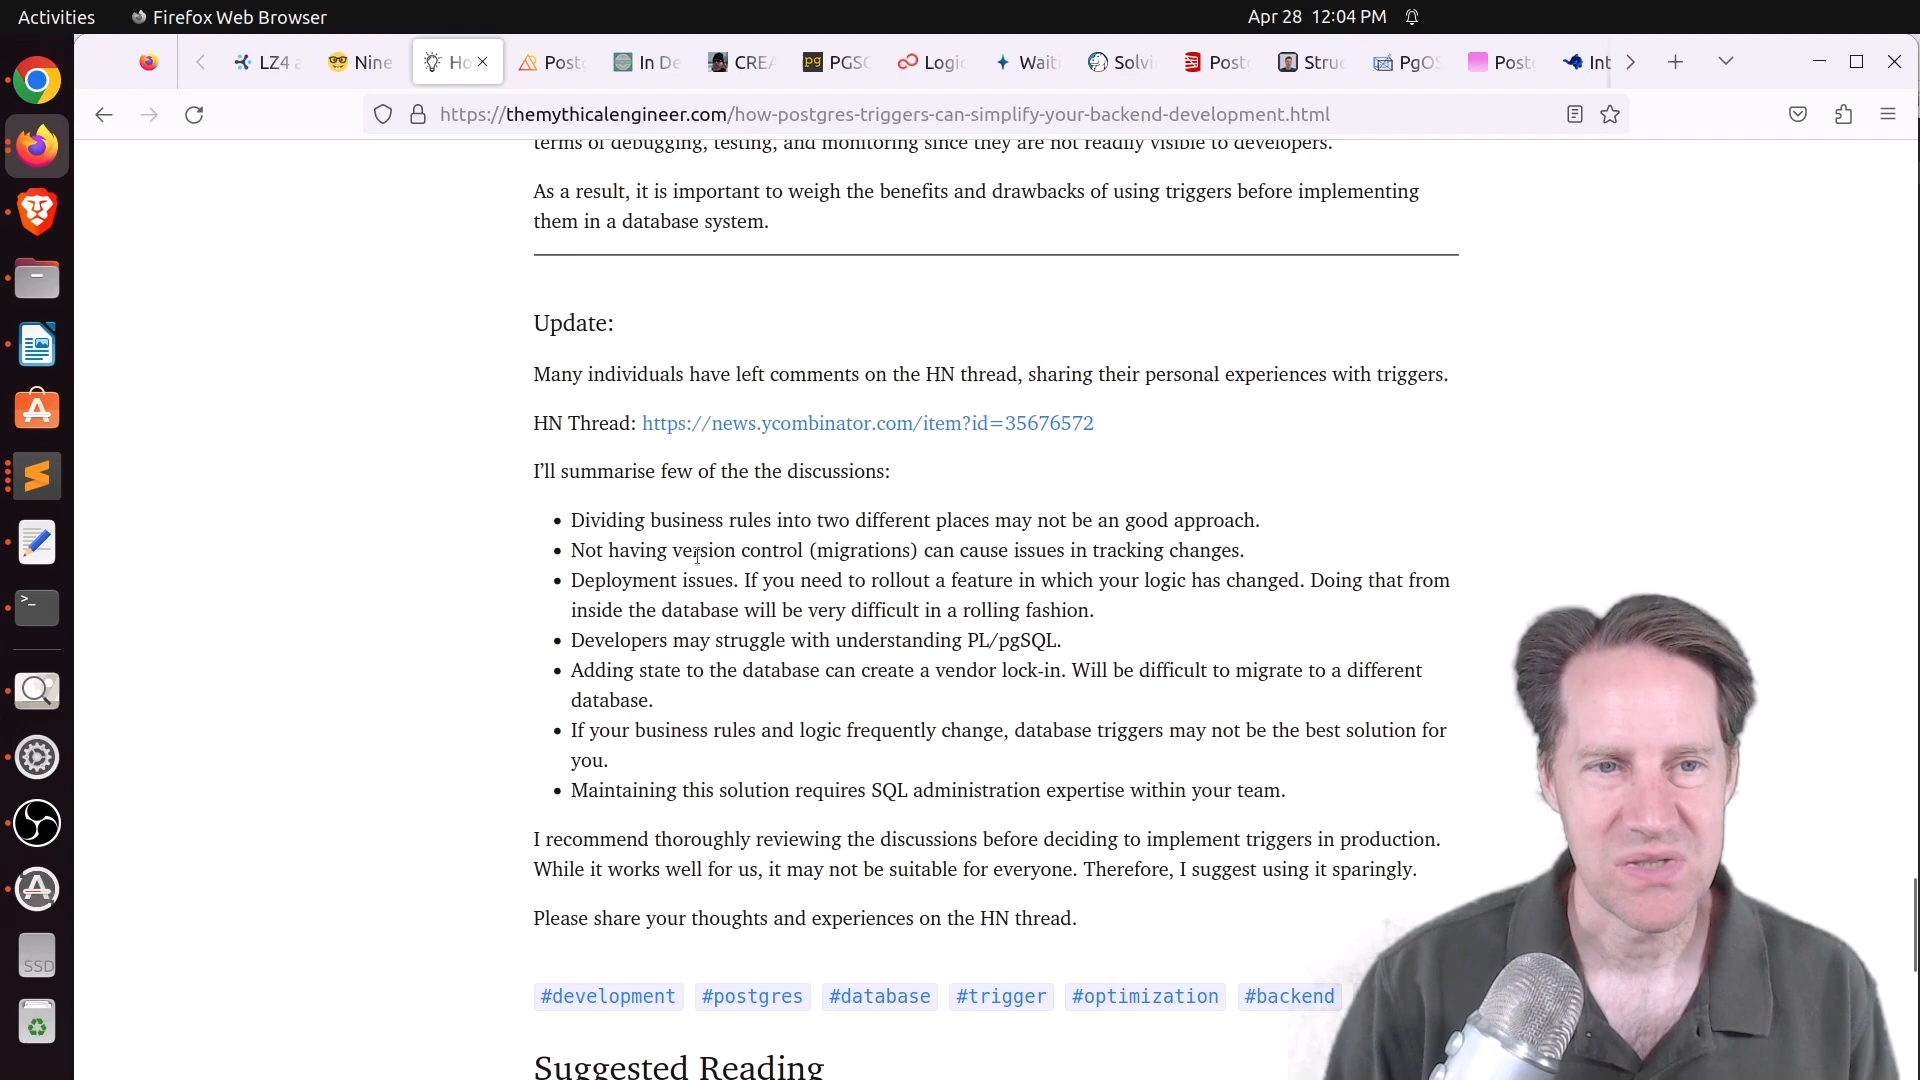 Activities Firefox Web Browser Apr 28 12:04 PM
LZ4 a Nine Ho Postg In De CREA PGSC Logic Wait Solvi Postg Struc PgOS Postg Int
https://themythicalengineer.com/how-postgres-triggers-can-simplify-your-backend-development.html
terms of debugging, testing, and monitoring since they are not readily visible to developers.
As a result, it is important to weigh the benefits and drawbacks of using triggers before implementing
them in a database system.
Update:
Many individuals have left comments on the HN thread, sharing their personal experiences with triggers.
HN Thread: https://news.ycombinator.com/item?id=35676572
I'll summarise few of the the discussions:
• Dividing business rules into two different places may not be an good approach.
• Not having version control (migrations) can cause issues in tracking changes.
• Deployment issues. If you need to rollout a feature in which your logic has changed. Doing that from
inside the database will be very difficult in a rolling fashion.
• Developers may struggle with understanding PL/pgSQL.
• Adding state to the database can create a vendor lock-in. Will be difficult to migrate to a different
database.
• If your business rules and logic frequently change, database triggers may not be the best solution for
you.
• Maintaining this solution requires SQL administration expertise within your team.
I recommend thoroughly reviewing the discussions before deciding to implement triggers in production.
While it works well for us, it may not be suitable for everyone. Therefore, I suggest using it sparingly.
Please share your thoughts and experiences on the HN thread.
#development #postgres #database #trigger #optimization #backend
Suggested Reading
SSD